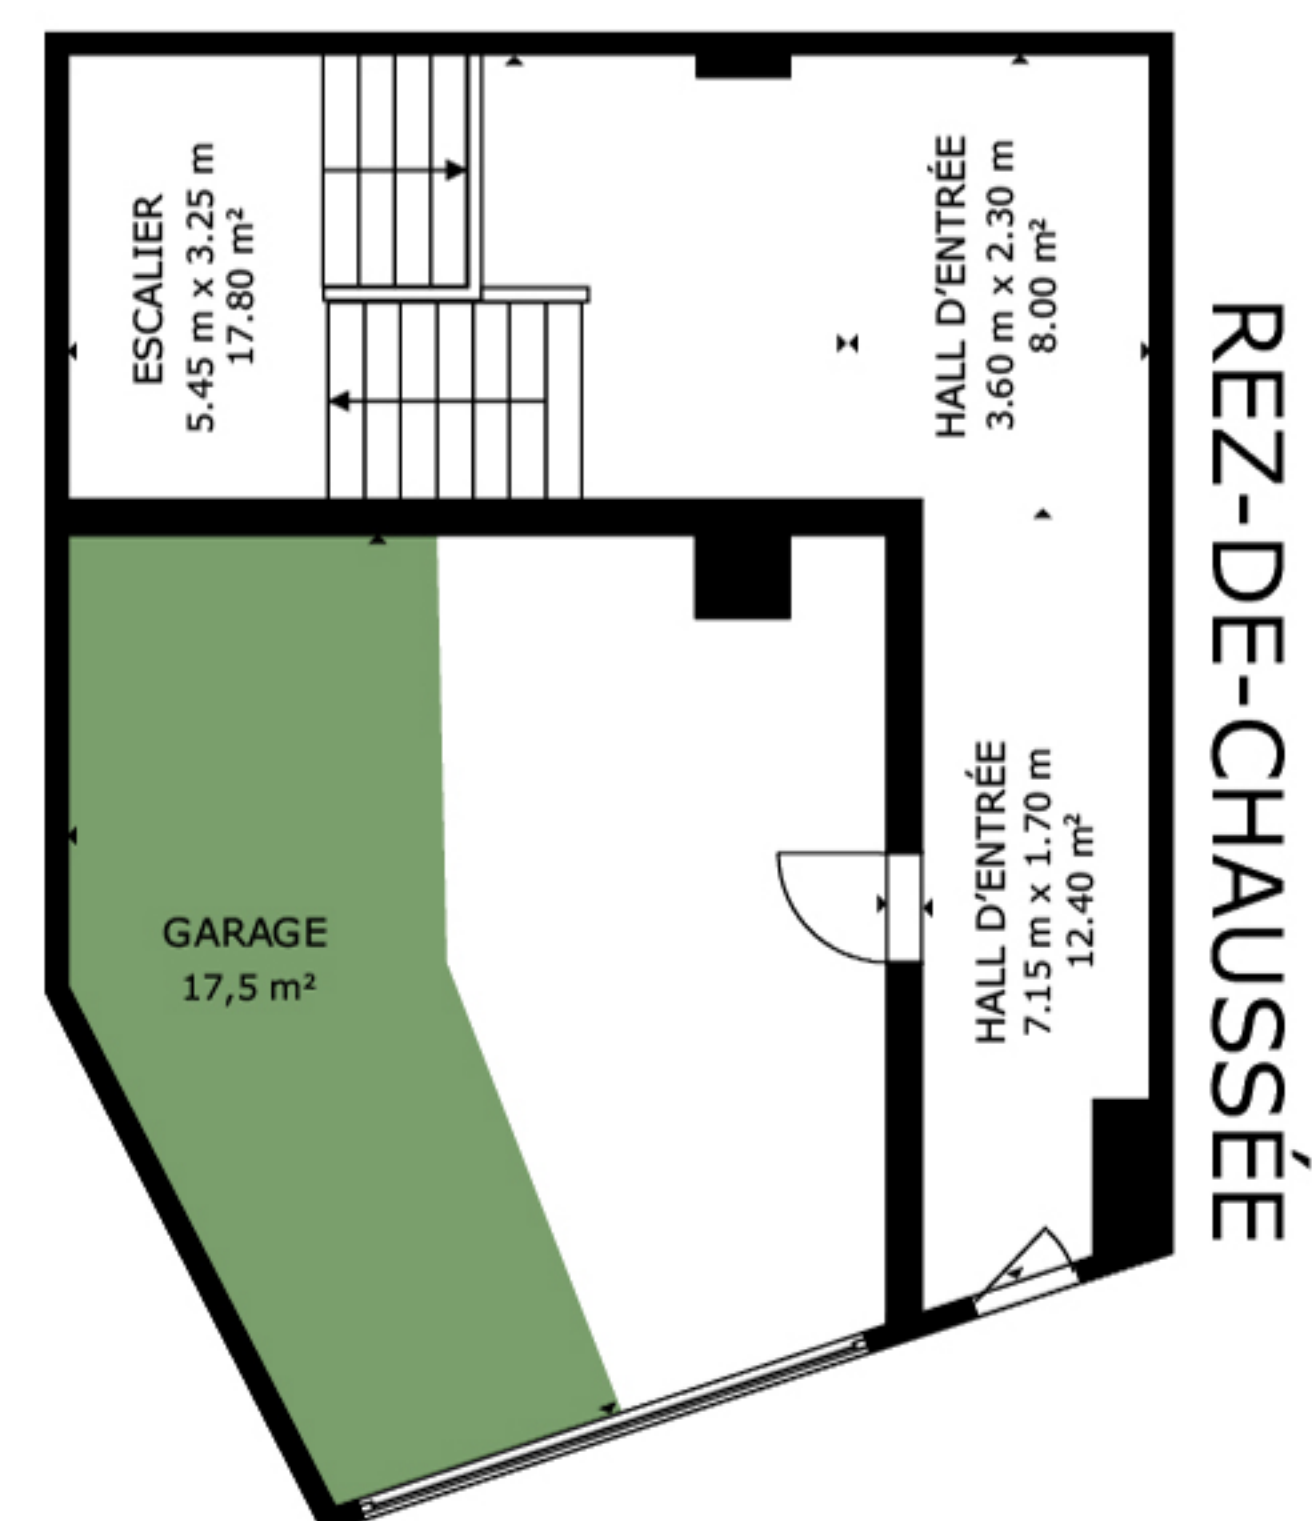 ESCALIER
5.45 m x 3.25 m
17.80 m²
HALL D'ENTRÉE
3.60 m x 2.30 m
8.00 m²
REZ-DE-CHAUSSÉE
GARAGE
17,5 m²
HALL D'ENTRÉE
7.15 m x 1.70 m
12.40 m²